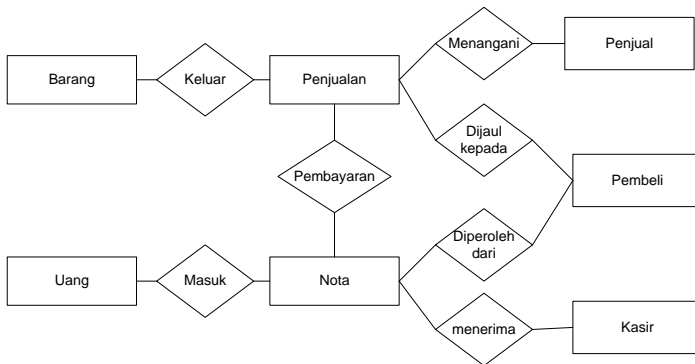 Menangani
Penjual
Barang
Keluar
Penjualan
Dijaul
kepada
Pembayaran
Pembeli
Diperoleh
dari
Uang
Masuk
Nota
menerima
Kasir